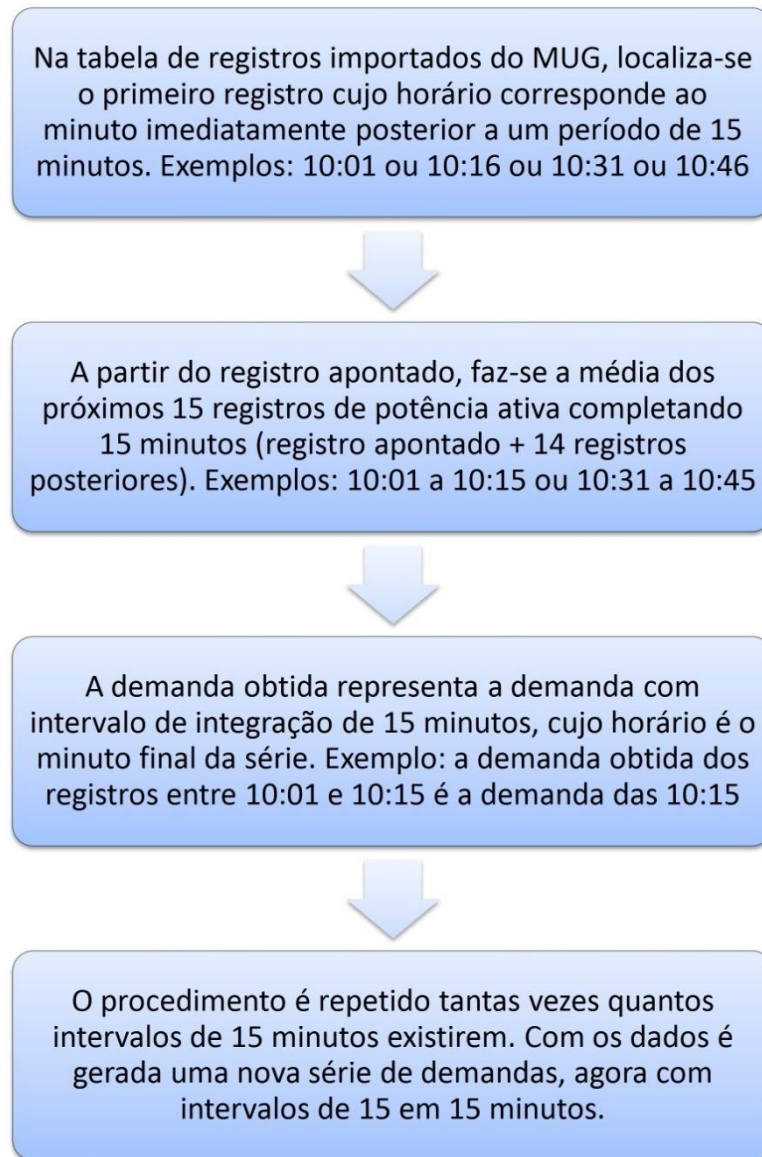 Na tabela de registros importados do MUG, localiza-se
o primeiro registro cujo horário corresponde ao
minuto imediatamente posterior a um período de 15
minutos. Exemplos: 10:01 ou 10:16 ou 10:31 ou 10:46
A partir do registro apontado, faz-se a média dos
próximos 15 registros de potência ativa completando
15 minutos (registro apontado + 14 registros
posteriores). Exemplos: 10:01 a 10:15 ou 10:31 a 10:45
A demanda obtida representa a demanda com
intervalo de integração de 15 minutos, cujo horário é o
minuto final da série. Exemplo: a demanda obtida dos
registros entre 10:01 e 10:15 é a demanda das 10:15
O procedimento é repetido tantas vezes quantos
intervalos de 15 minutos existirem. Com os dados é
gerada uma nova série de demandas, agora com
intervalos de 15 em 15 minutos.